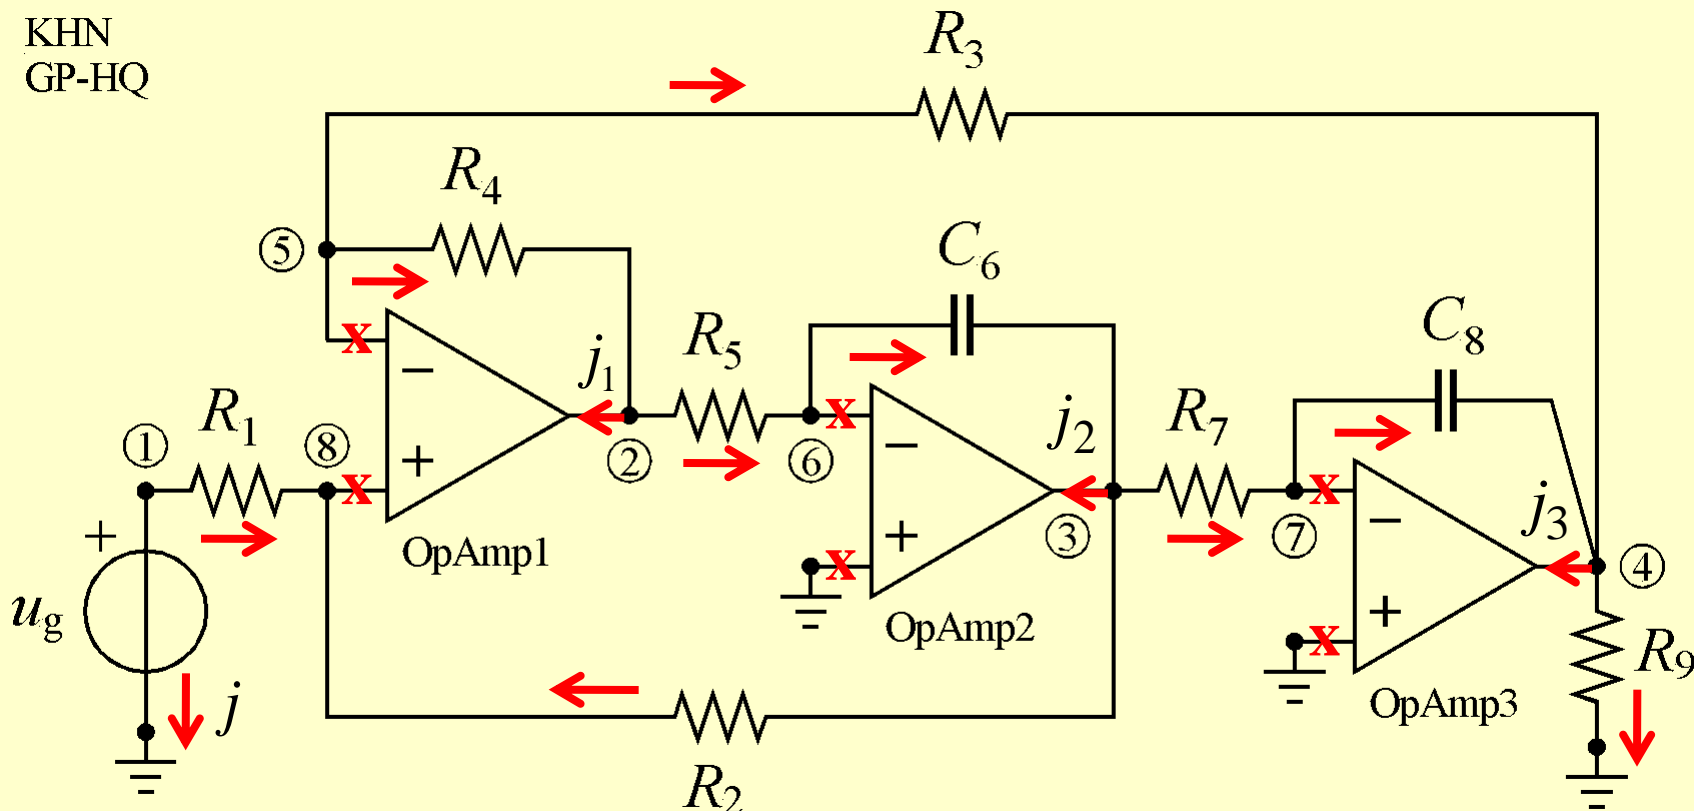 KHN
GP-HQ
R3
R4
C6
C8
⑤
j1
R5
R1
R7
j2
①
⑧
−
②
⑥
−
j3
+
③
⑦
−
④
+
OpAmp1
+
ug
OpAmp2
+
R9
j
OpAmp3
R2
x
x
x
x
x
x